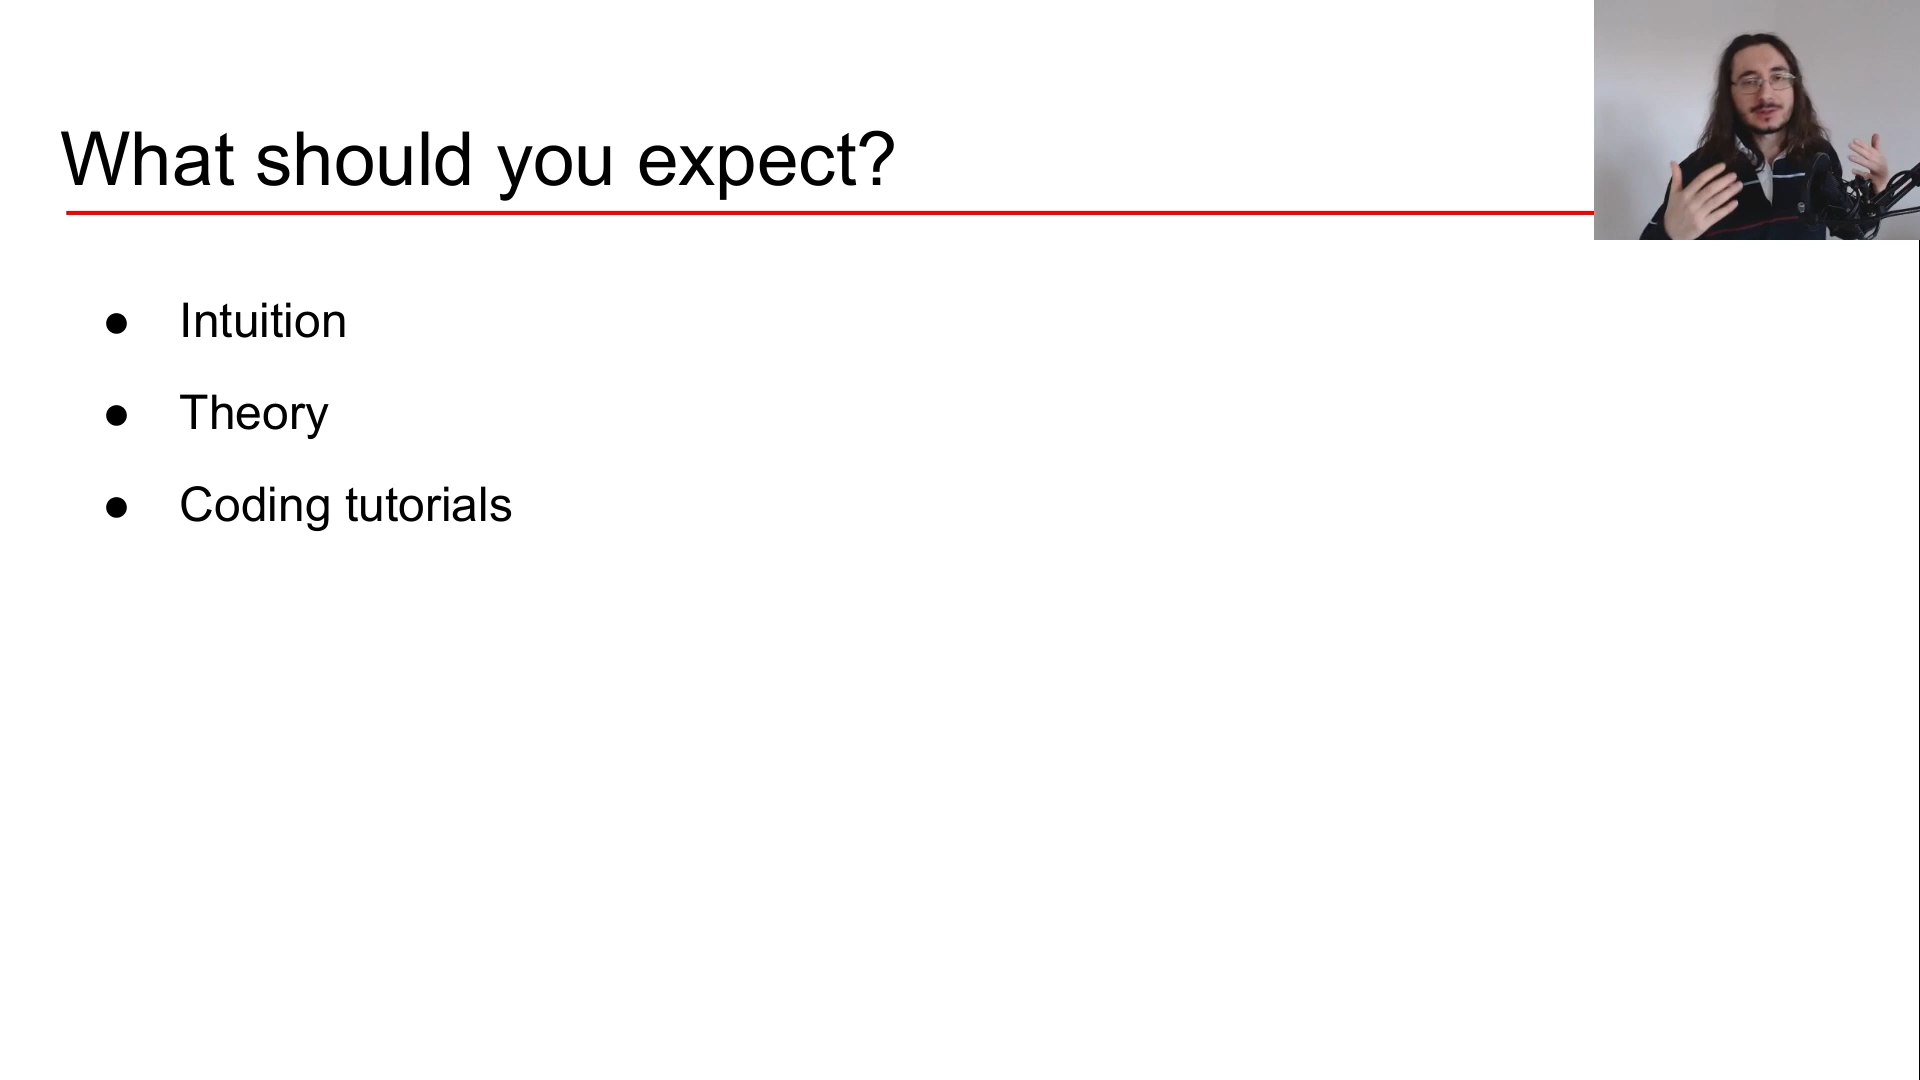 What should you expect?
● Intuition
● Theory
● Coding tutorials